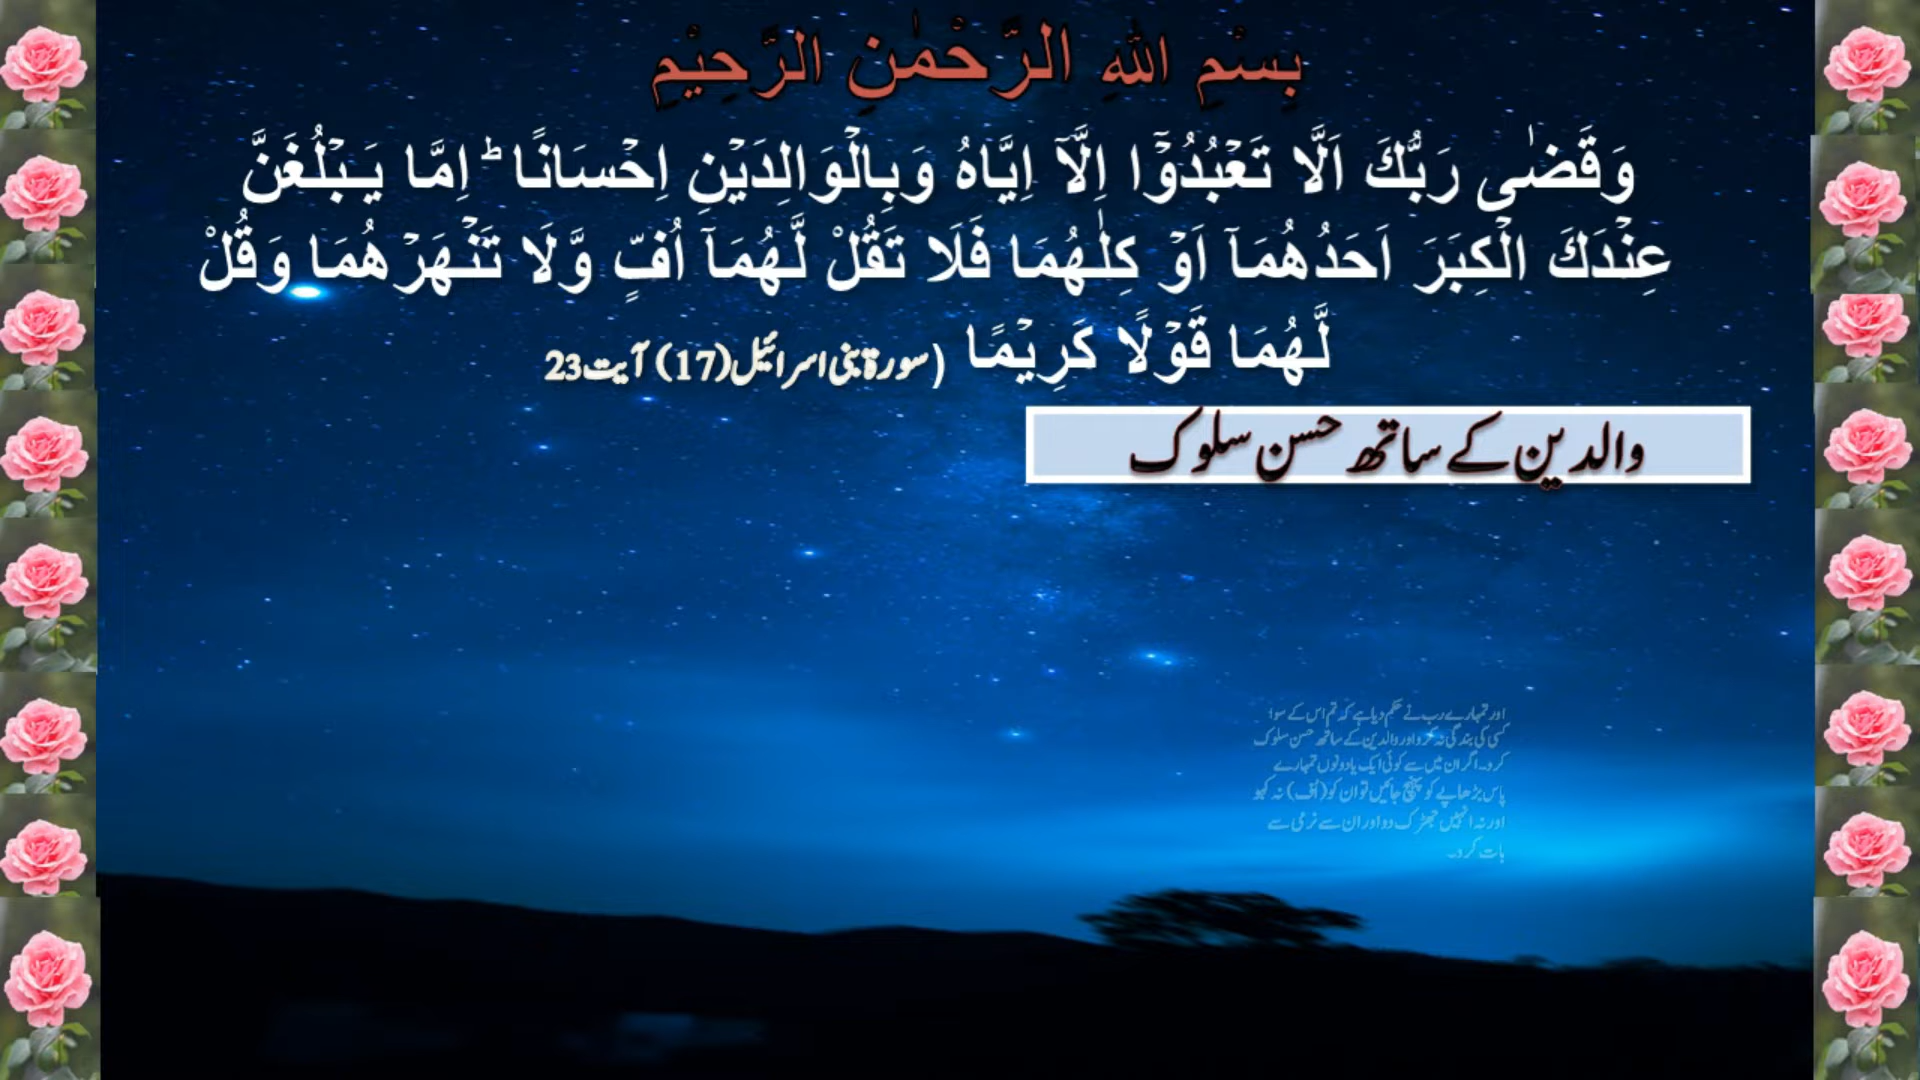 بِسْمِ اللهِ الرَّحْمٰنِ الرَّحِيْمِ
وَقَضٰى رَبُّكَ اَلَّا تَعْبُدُوْۤا اِلَّاۤ اِيَّاهُ وَبِالْوَالِدَيْنِ اِحْسَانًا‌ ؕ اِمَّا يَـبْلُغَنَّ
عِنْدَكَ الْكِبَرَ اَحَدُهُمَاۤ اَوْ كِلٰهُمَا فَلَا تَقُلْ لَّهُمَاۤ اُفٍّ وَّلَا تَنْهَرْهُمَا وَقُلْ
لَّهُمَا قَوْلًا كَرِيْمًا (سورۃ بنی اسرائیل(17) آیت23
والدین کے ساتھ حسن سلوک
اور تمہارے رب نے حکم دیا ہے کہ تم اس کے سوا
کسی کی بندگی نہ کرو اور والدین کے ساتھ حسن سلوک
کرو۔ اگر ان میں سے کوئی ایک یا دونوں تمہارے
پاس بڑھاپے کو پہنچ جائیں تو ان کو (اُف) نہ کہو
اور نہ انہیں جھڑک دو اور ان سے نرمی سے
بات کرو۔